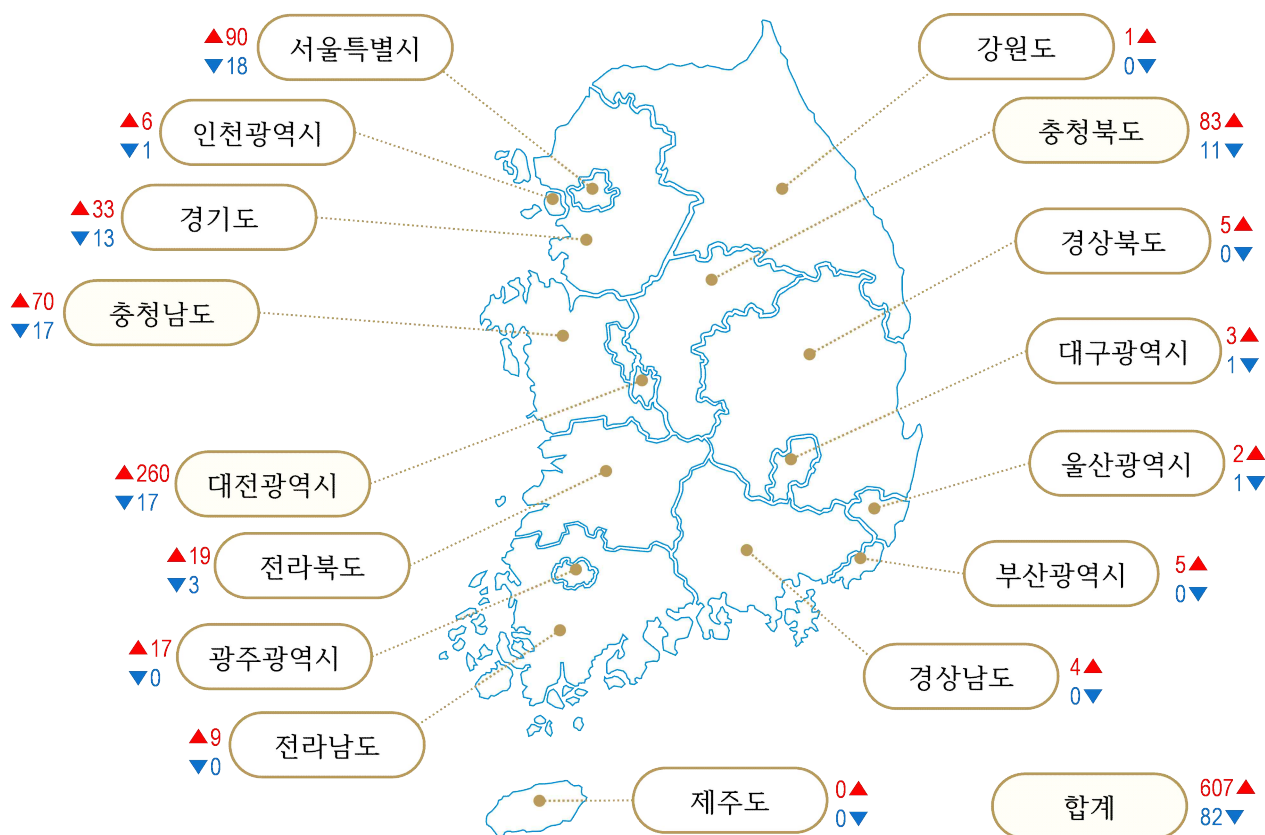 ▲90
▼18
서울특별시
▲6
▼1
인천광역시
▲33
▼13
경기도
▲70
▼17
충청남도
▲260
▼17
대전광역시
▲19
▼3
전라북도
▲17
▼0
광주광역시
▲9
▼0
전라남도
강원도
1▲
0▼
충청북도
83▲
11▼
경상북도
5▲
0▼
대구광역시
3▲
1▼
울산광역시
2▲
1▼
부산광역시
5▲
0▼
경상남도
4▲
0▼
제주도
0▲
0▼
합계
607▲
82▼